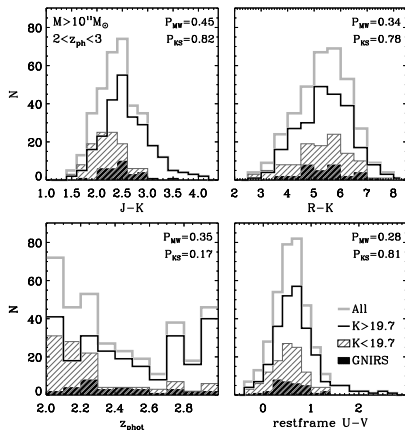 M>10¹¹M☉ P_MW=0.45
2<z_ph<3 P_KS=0.82
P_MW=0.34
P_KS=0.78
N
80
60
40
20
0
1.0 1.5 2.0 2.5 3.0 3.5 4.0
J-K
2 3 4 5 6 7 8
R-K
P_MW=0.35
P_KS=0.17
N
80
60
40
20
0
2.0 2.2 2.4 2.6 2.8
z_phot
P_MW=0.28
P_KS=0.81
All
K>19.7
K<19.7
GNIRS
0 1 2
restframe U-V